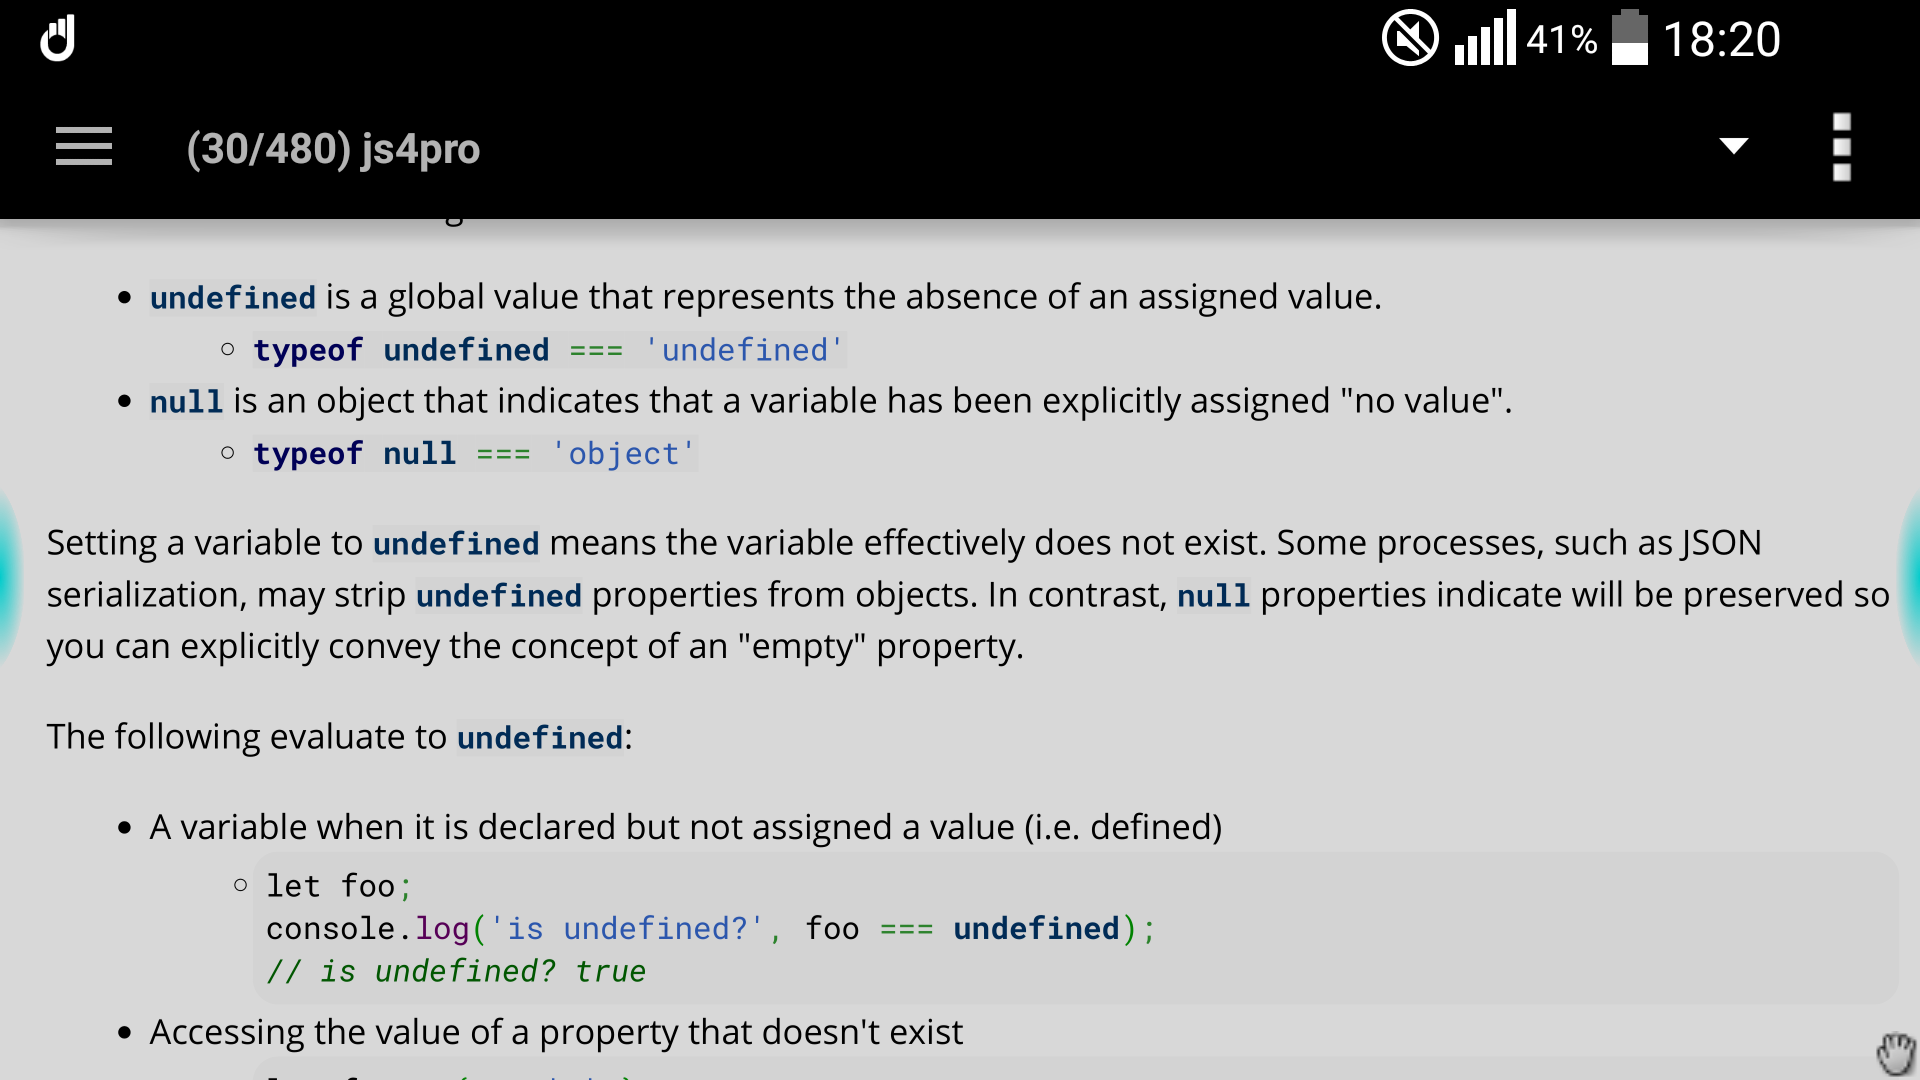 41% 18:20
(30/480) js4pro
undefined is a global value that represents the absence of an assigned value.
typeof undefined === 'undefined'
null is an object that indicates that a variable has been explicitly assigned "no value".
typeof null === 'object'
Setting a variable to undefined means the variable effectively does not exist. Some processes, such as JSON
serialization, may strip undefined properties from objects. In contrast, null properties indicate will be preserved so
you can explicitly convey the concept of an "empty" property.
The following evaluate to undefined:
A variable when it is declared but not assigned a value (i.e. defined)
let foo;
console.log('is undefined?', foo === undefined);
// is undefined? true
Accessing the value of a property that doesn't exist